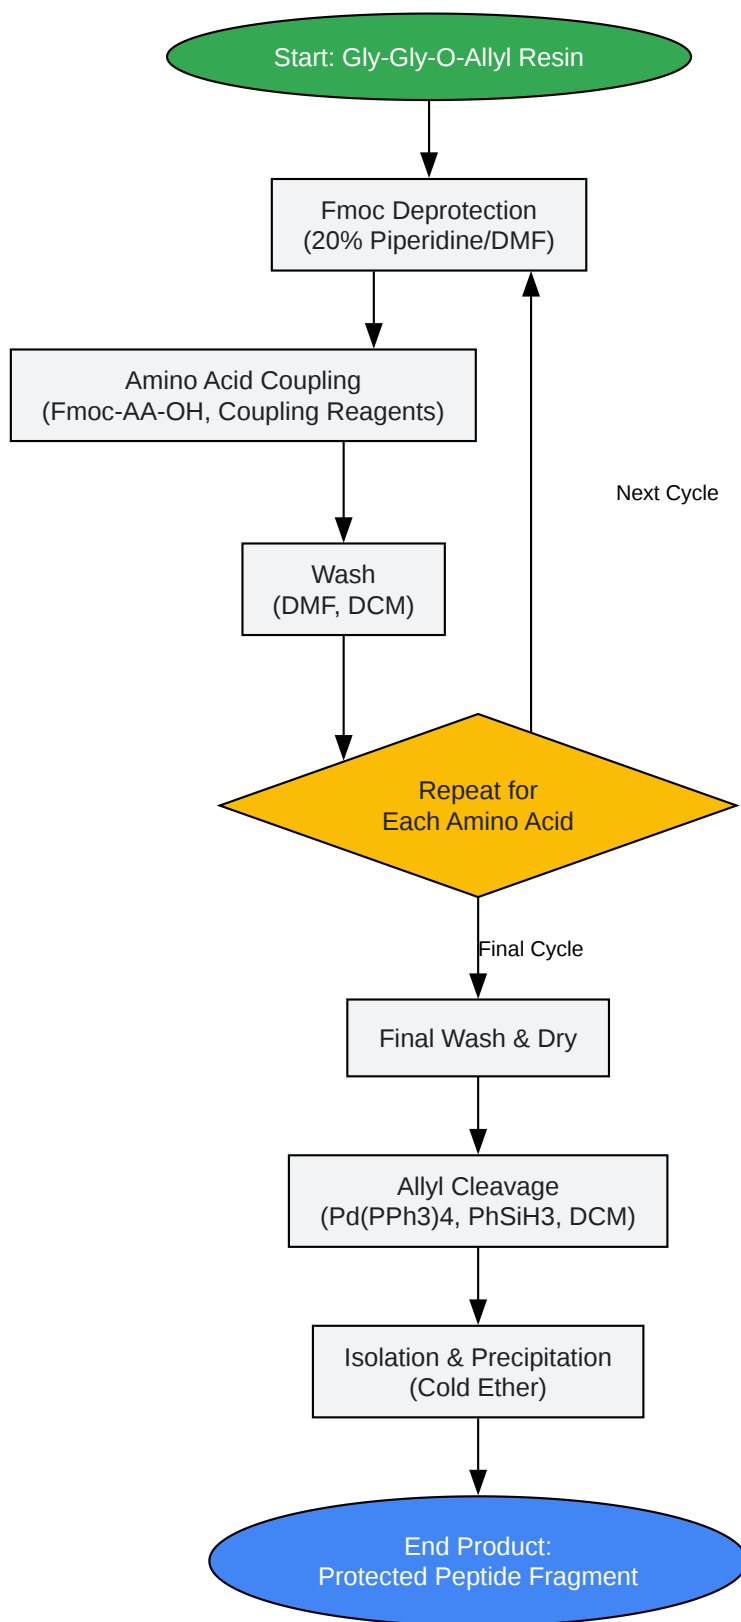 Start: Gly-Gly-O-Allyl Resin
Fmoc Deprotection
(20% Piperidine/DMF)
Amino Acid Coupling
(Fmoc-AA-OH, Coupling Reagents)
Next Cycle
Wash
(DMF, DCM)
Repeat for
Each Amino Acid
Final Cycle
Final Wash & Dry
Allyl Cleavage
(Pd(PPh3)4, PhSiH3, DCM)
Isolation & Precipitation
(Cold Ether)
End Product:
Protected Peptide Fragment